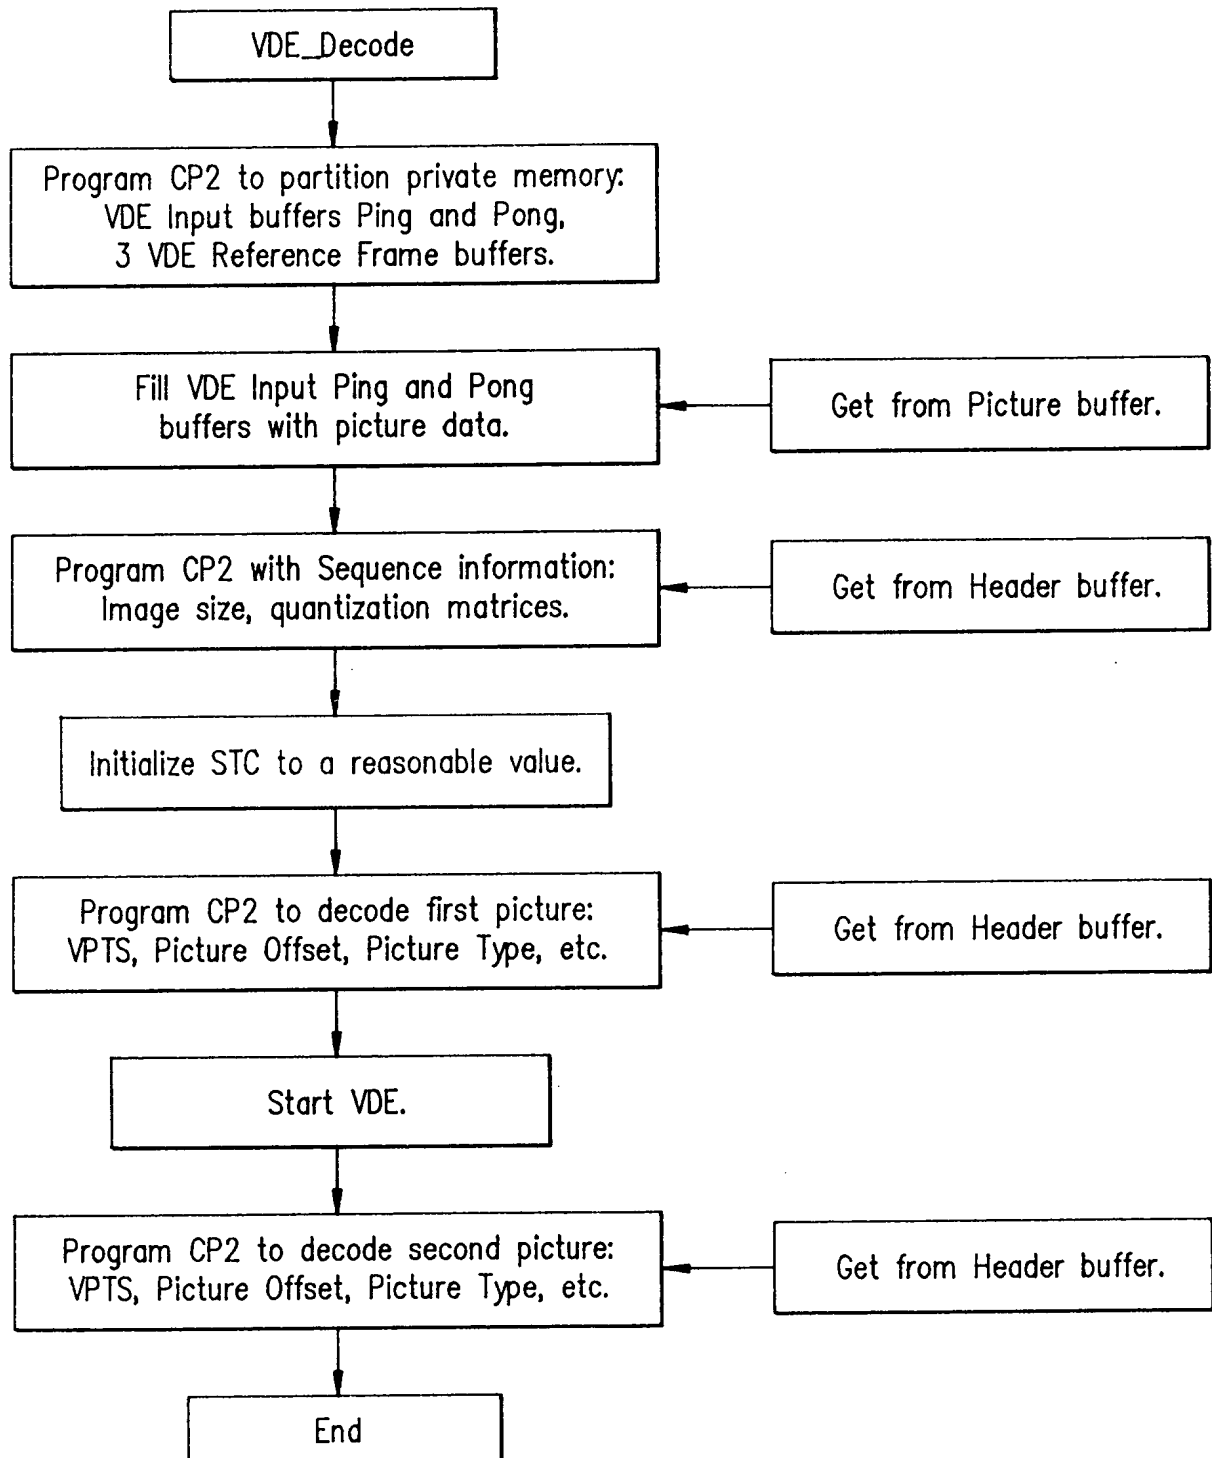 VDE_Decode
Program CP2 to partition private memory:
VDE Input buffers Ping and Pong,
3 VDE Reference Frame buffers.
Fill VDE Input Ping and Pong
buffers with picture data.
Get from Picture buffer.
Program CP2 with Sequence information:
Image size, quantization matrices.
Get from Header buffer.
Initialize STC to a reasonable value.
Program CP2 to decode first picture:
VPTS, Picture Offset, Picture Type, etc.
Get from Header buffer.
Start VDE.
Program CP2 to decode second picture:
VPTS, Picture Offset, Picture Type, etc.
Get from Header buffer.
End